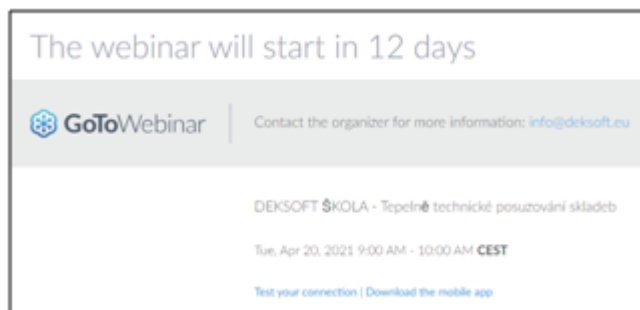 The webinar will start in 12 days
GoToWebinar
Contact the organizer for more information: info@deksoft.eu
DEKSOFT ŠKOLA - Tepelně technické posuzování skladeb
Tue, Apr 20, 2021 9:00 AM - 10:00 AM CEST
Test your connection | Download the mobile app